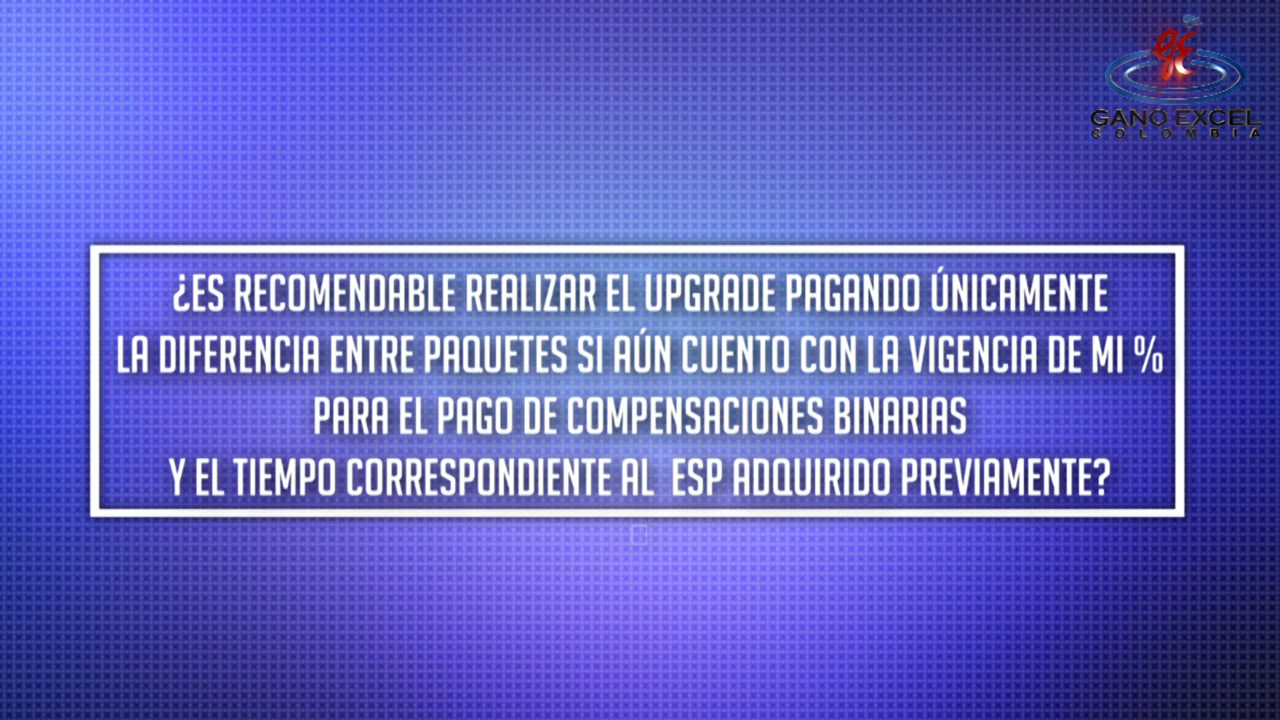 GE
GANO EXCEL
COLOMBIA
¿ES RECOMENDABLE REALIZAR EL UPGRADE PAGANDO ÚNICAMENTE
LA DIFERENCIA ENTRE PAQUETES SI AÚN CUENTO CON LA VIGENCIA DE MI %
PARA EL PAGO DE COMPENSACIONES BINARIAS
Y EL TIEMPO CORRESPONDIENTE AL ESP ADQUIRIDO PREVIAMENTE?